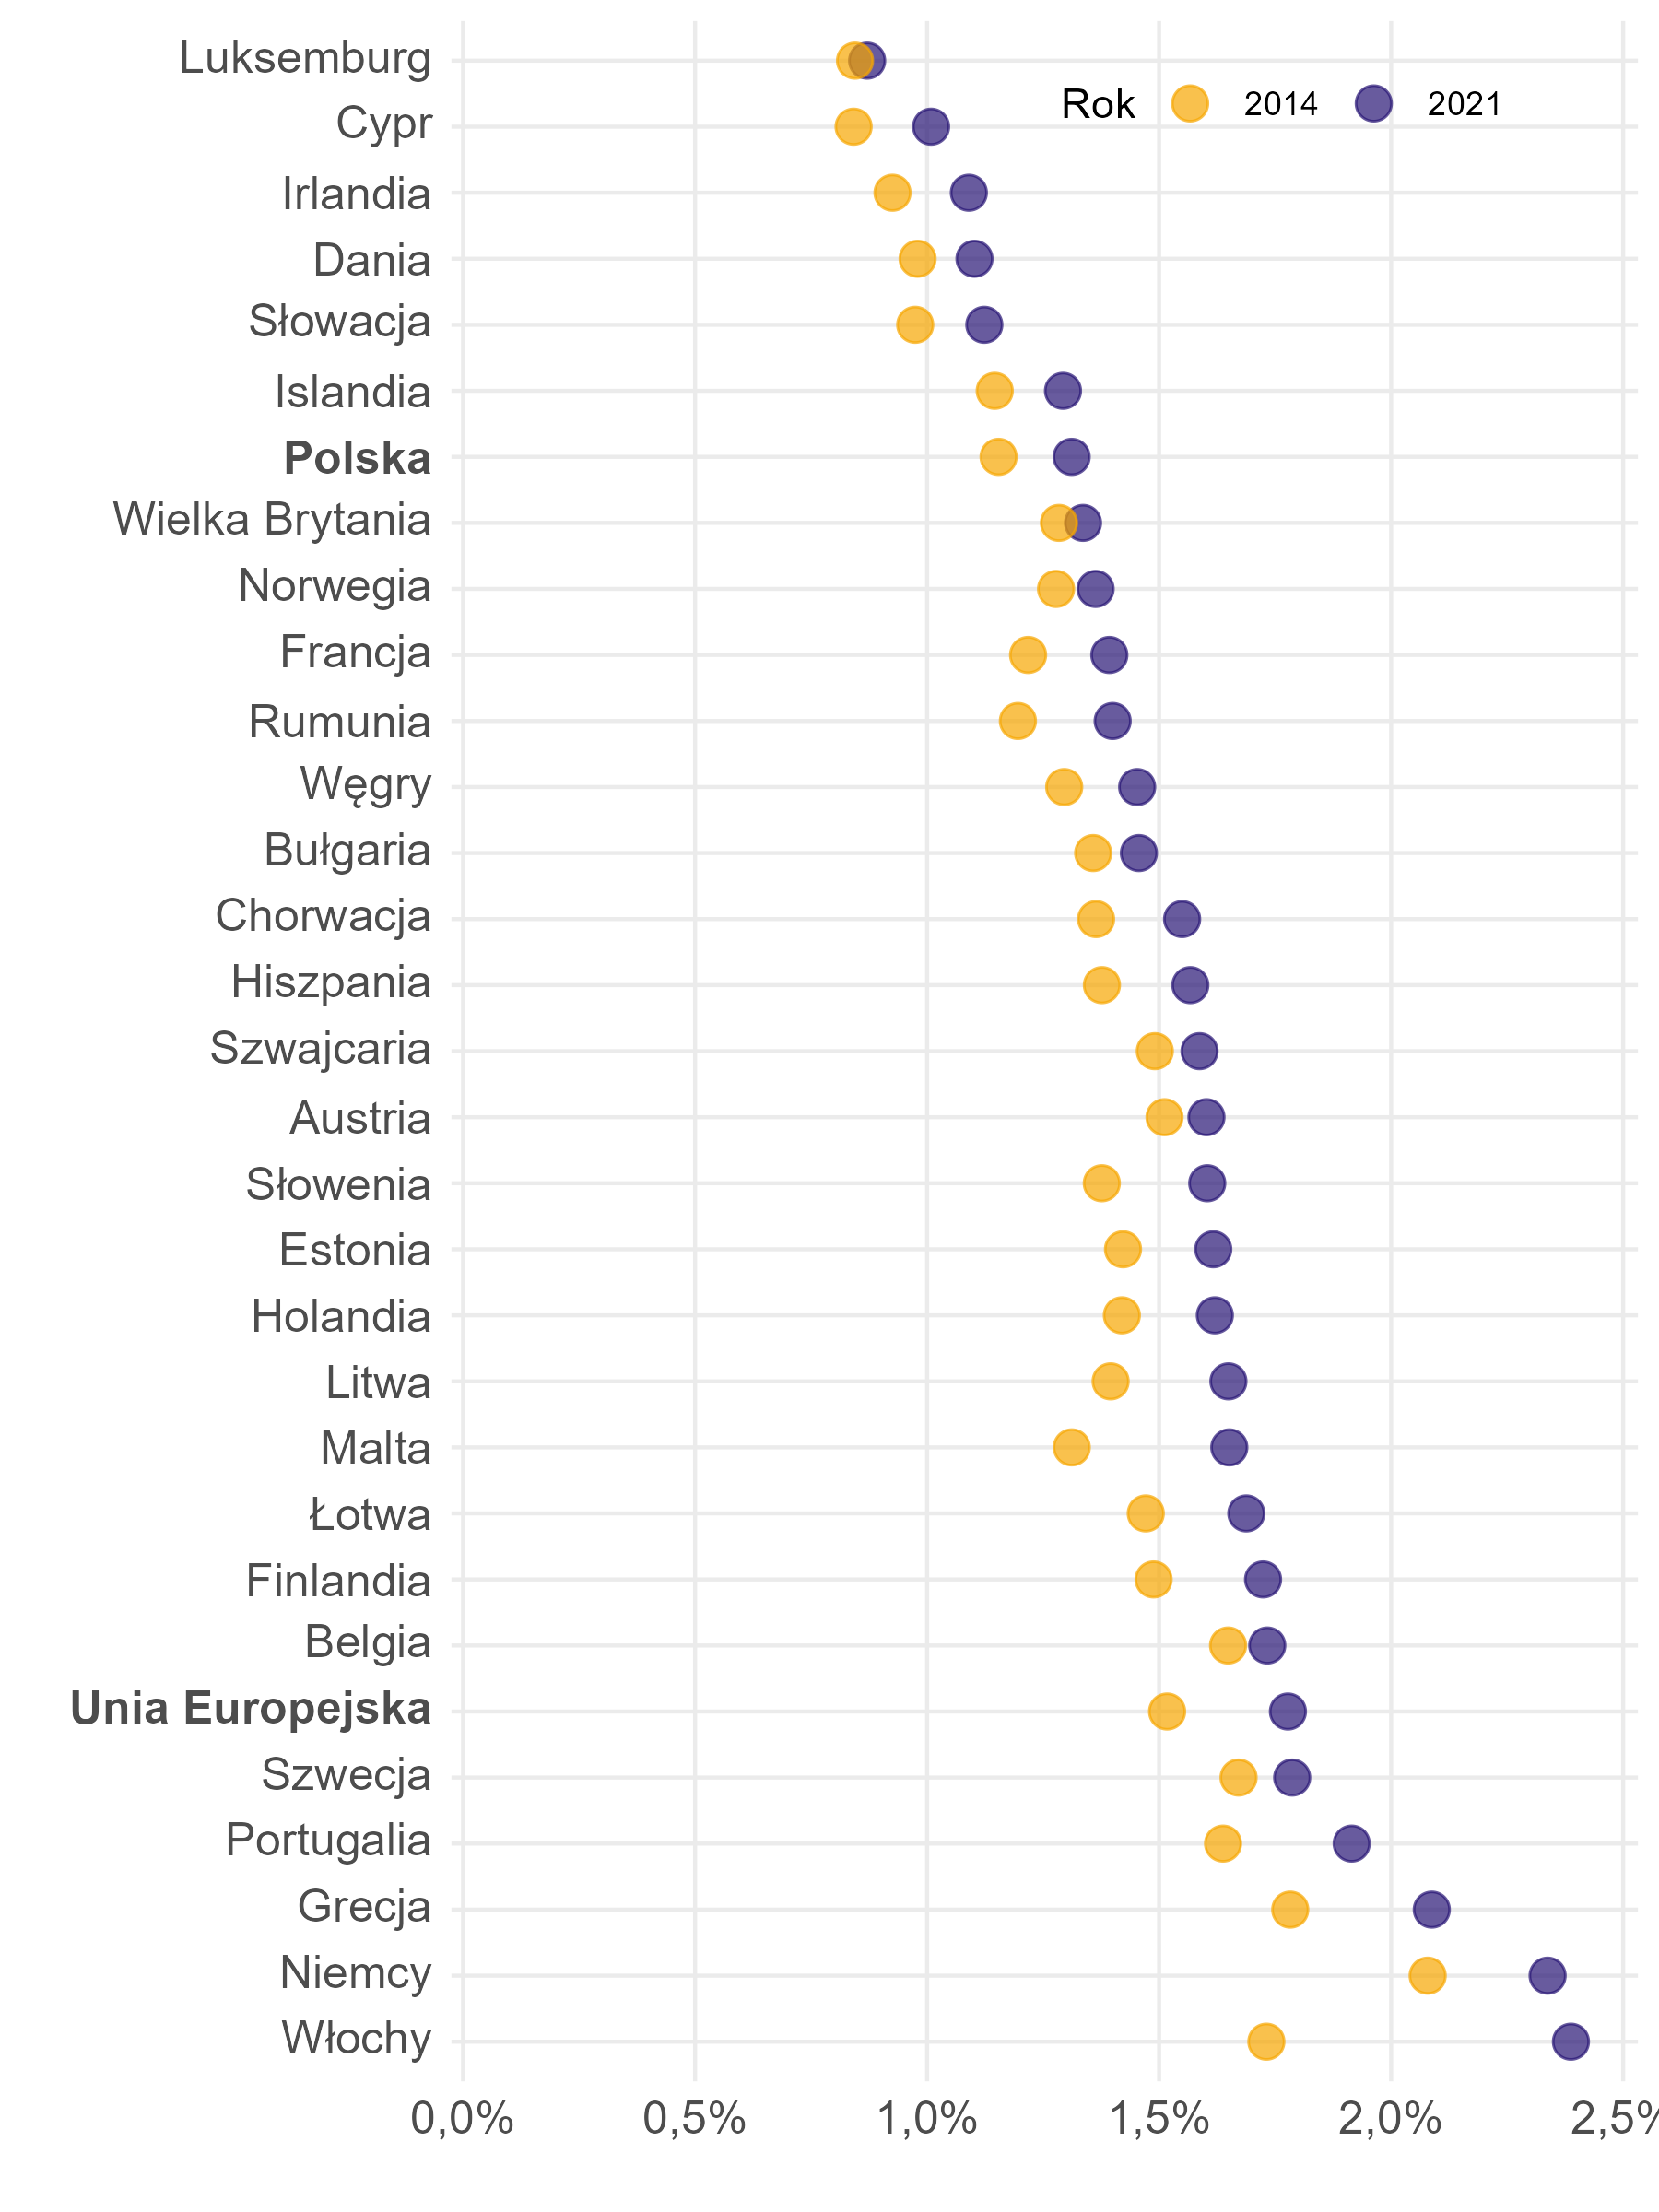 Luksemburg
Rok 2014 2021
Cypr
Irlandia
Dania
Słowacja
Islandia
Polska
Wielka Brytania
Norwegia
Francja
Rumunia
Węgry
Bułgaria
Chorwacja
Hiszpania
Szwajcaria
Austria
Słowenia
Estonia
Holandia
Litwa
Malta
Łotwa
Finlandia
Belgia
Unia Europejska
Szwecja
Portugalia
Grecja
Niemcy
Włochy
0,0% 0,5% 1,0% 1,5% 2,0% 2,5%